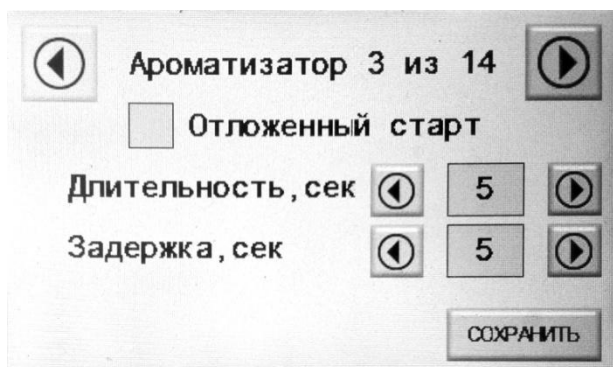 Ароматизатор 3 из 14
Отложенный старт
Длительность,сек 5
Задержка,сек 5
СОХРАНИТЬ